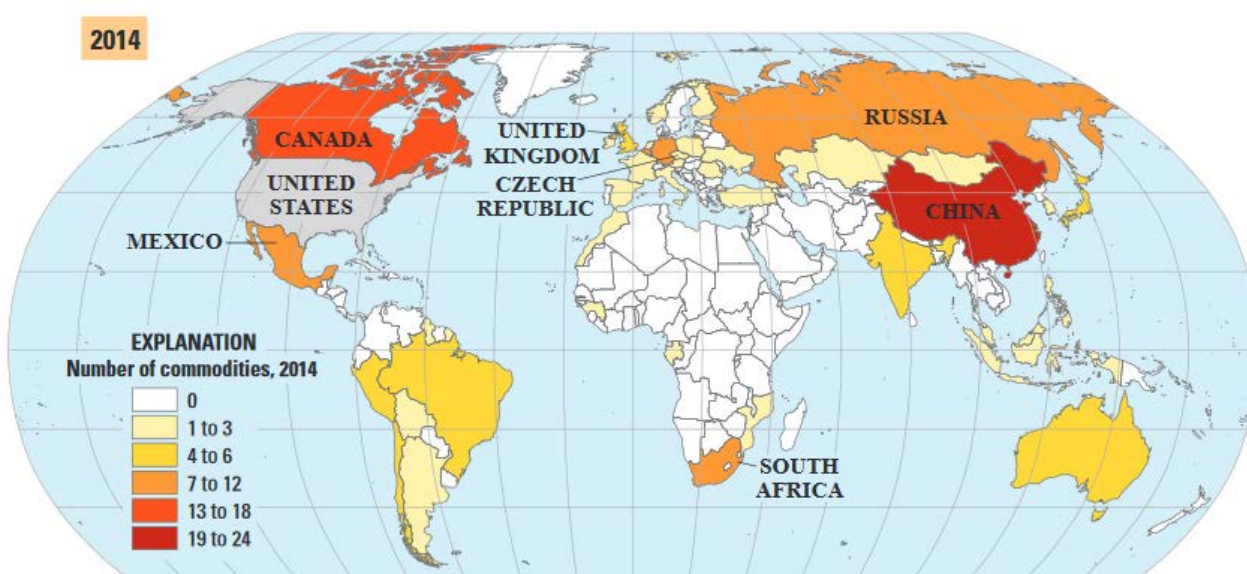 2014
CANADA
UNITED
STATES
MEXICO
UNITED
KINGDOM
CZECH
REPUBLIC
RUSSIA
CHINA
SOUTH
AFRICA
EXPLANATION
Number of commodities, 2014
0
1 to 3
4 to 6
7 to 12
13 to 18
19 to 24